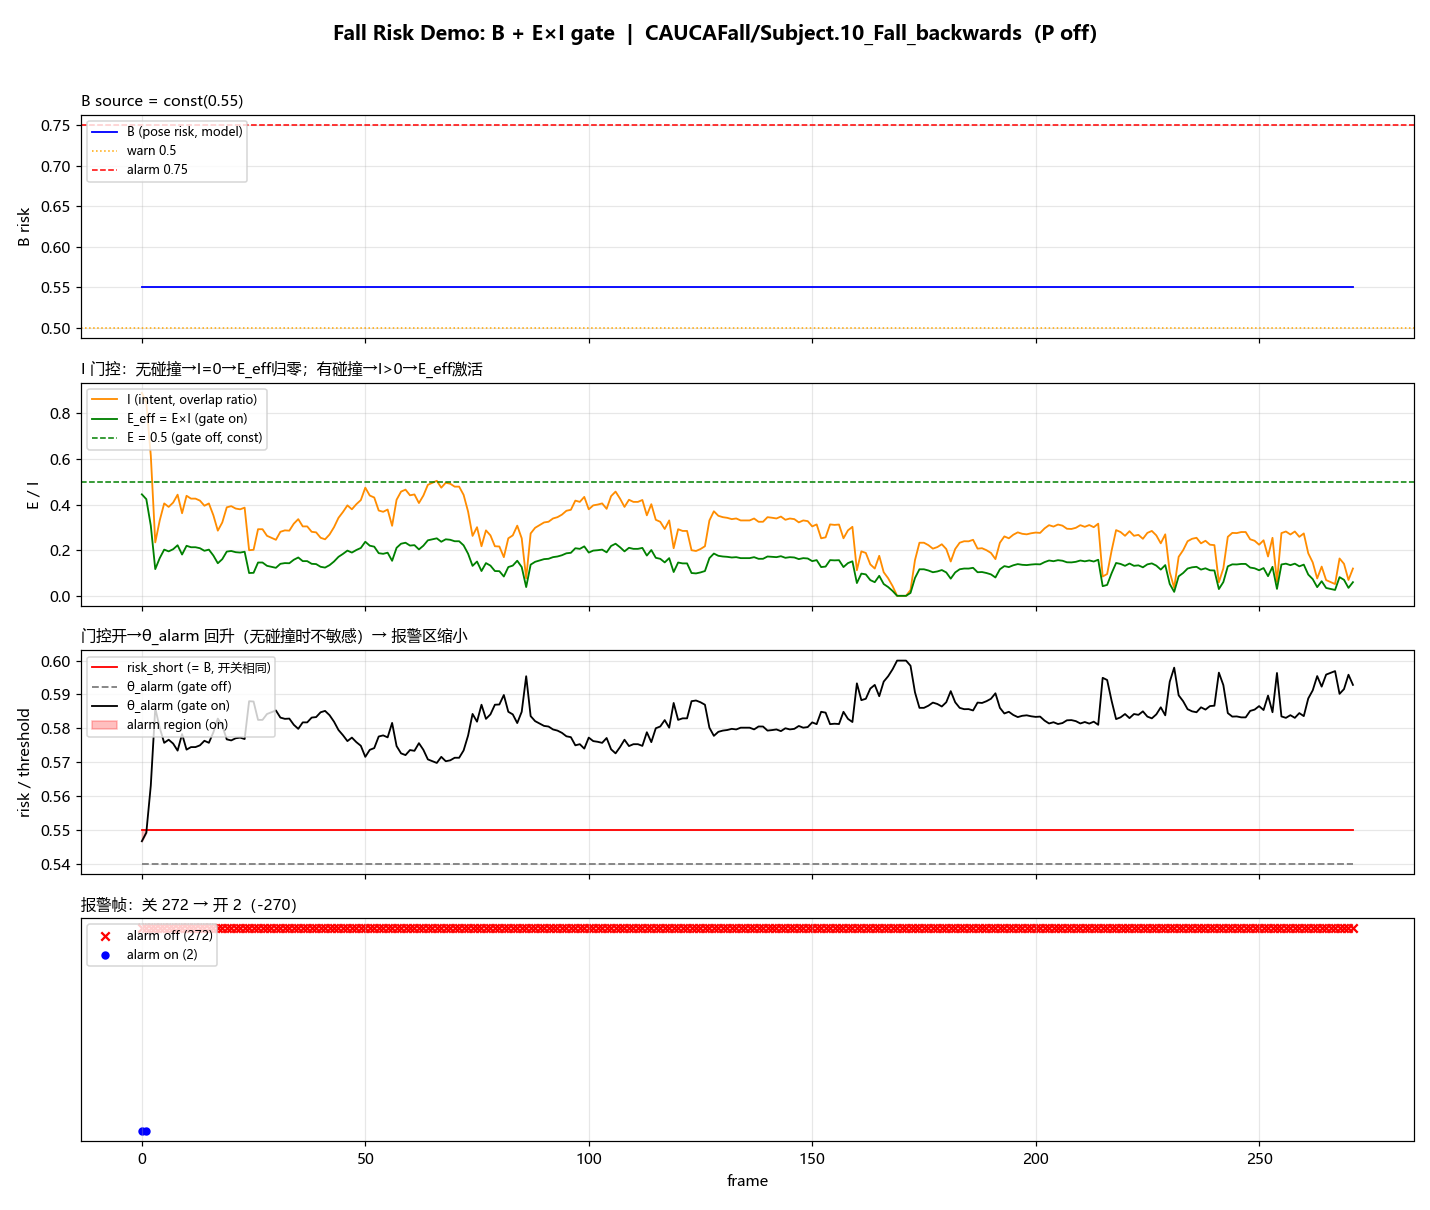 Fall Risk Demo: B + E×I gate | CAUCAFall/Subject.10_Fall_backwards (P off)
B source = const(0.55)
B (pose risk, model)
warn 0.5
alarm 0.75
0.75
0.70
0.65
0.60
0.55
0.50
B risk
I 门控：无碰撞→I=0→E_eff归零；有碰撞→I>0→E_eff激活
I (intent, overlap ratio)
E_eff = E×I (gate on)
E = 0.5 (gate off, const)
0.8
0.6
0.4
0.2
0.0
E / I
门控开→θ_alarm 回升（无碰撞时不敏感）→ 报警区缩小
risk_short (= B, 开关相同)
θ_alarm (gate off)
θ_alarm (gate on)
alarm region (on)
0.60
0.59
0.58
0.57
0.56
0.55
0.54
risk / threshold
报警帧：关 272 → 开 2（-270）
alarm off (272)
alarm on (2)
0
50
100
150
200
250
frame